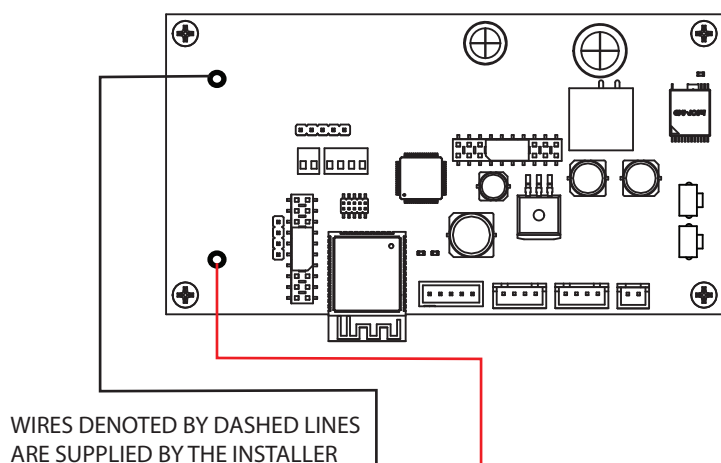 WIRES DENOTED BY DASHED LINES
ARE SUPPLIED BY THE INSTALLER